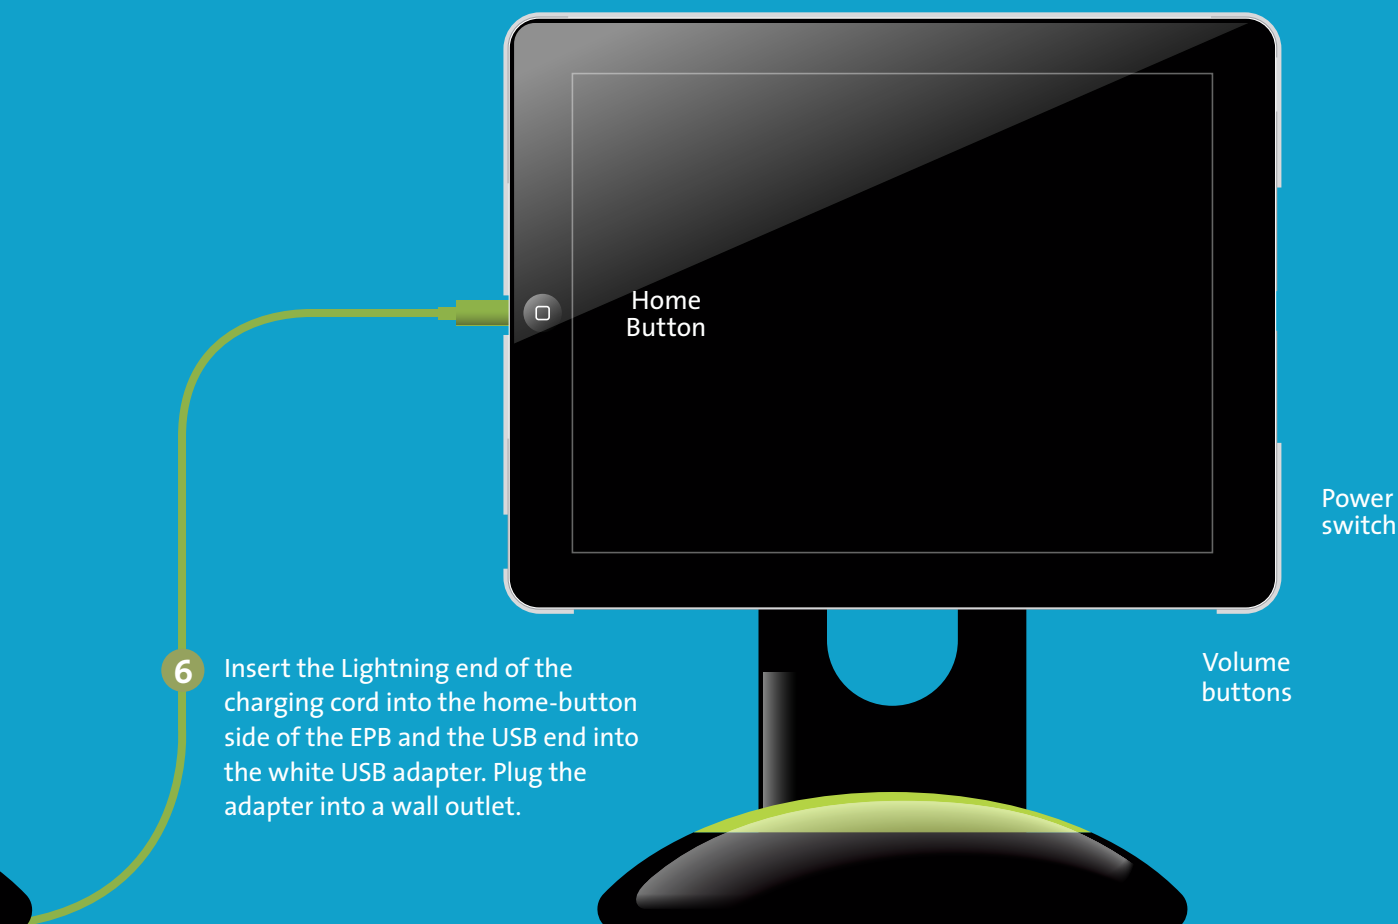 Home
Button
Power
switch
Volume
buttons
6
Insert the Lightning end of the
charging cord into the home-button
side of the EPB and the USB end into
the white USB adapter. Plug the
adapter into a wall outlet.